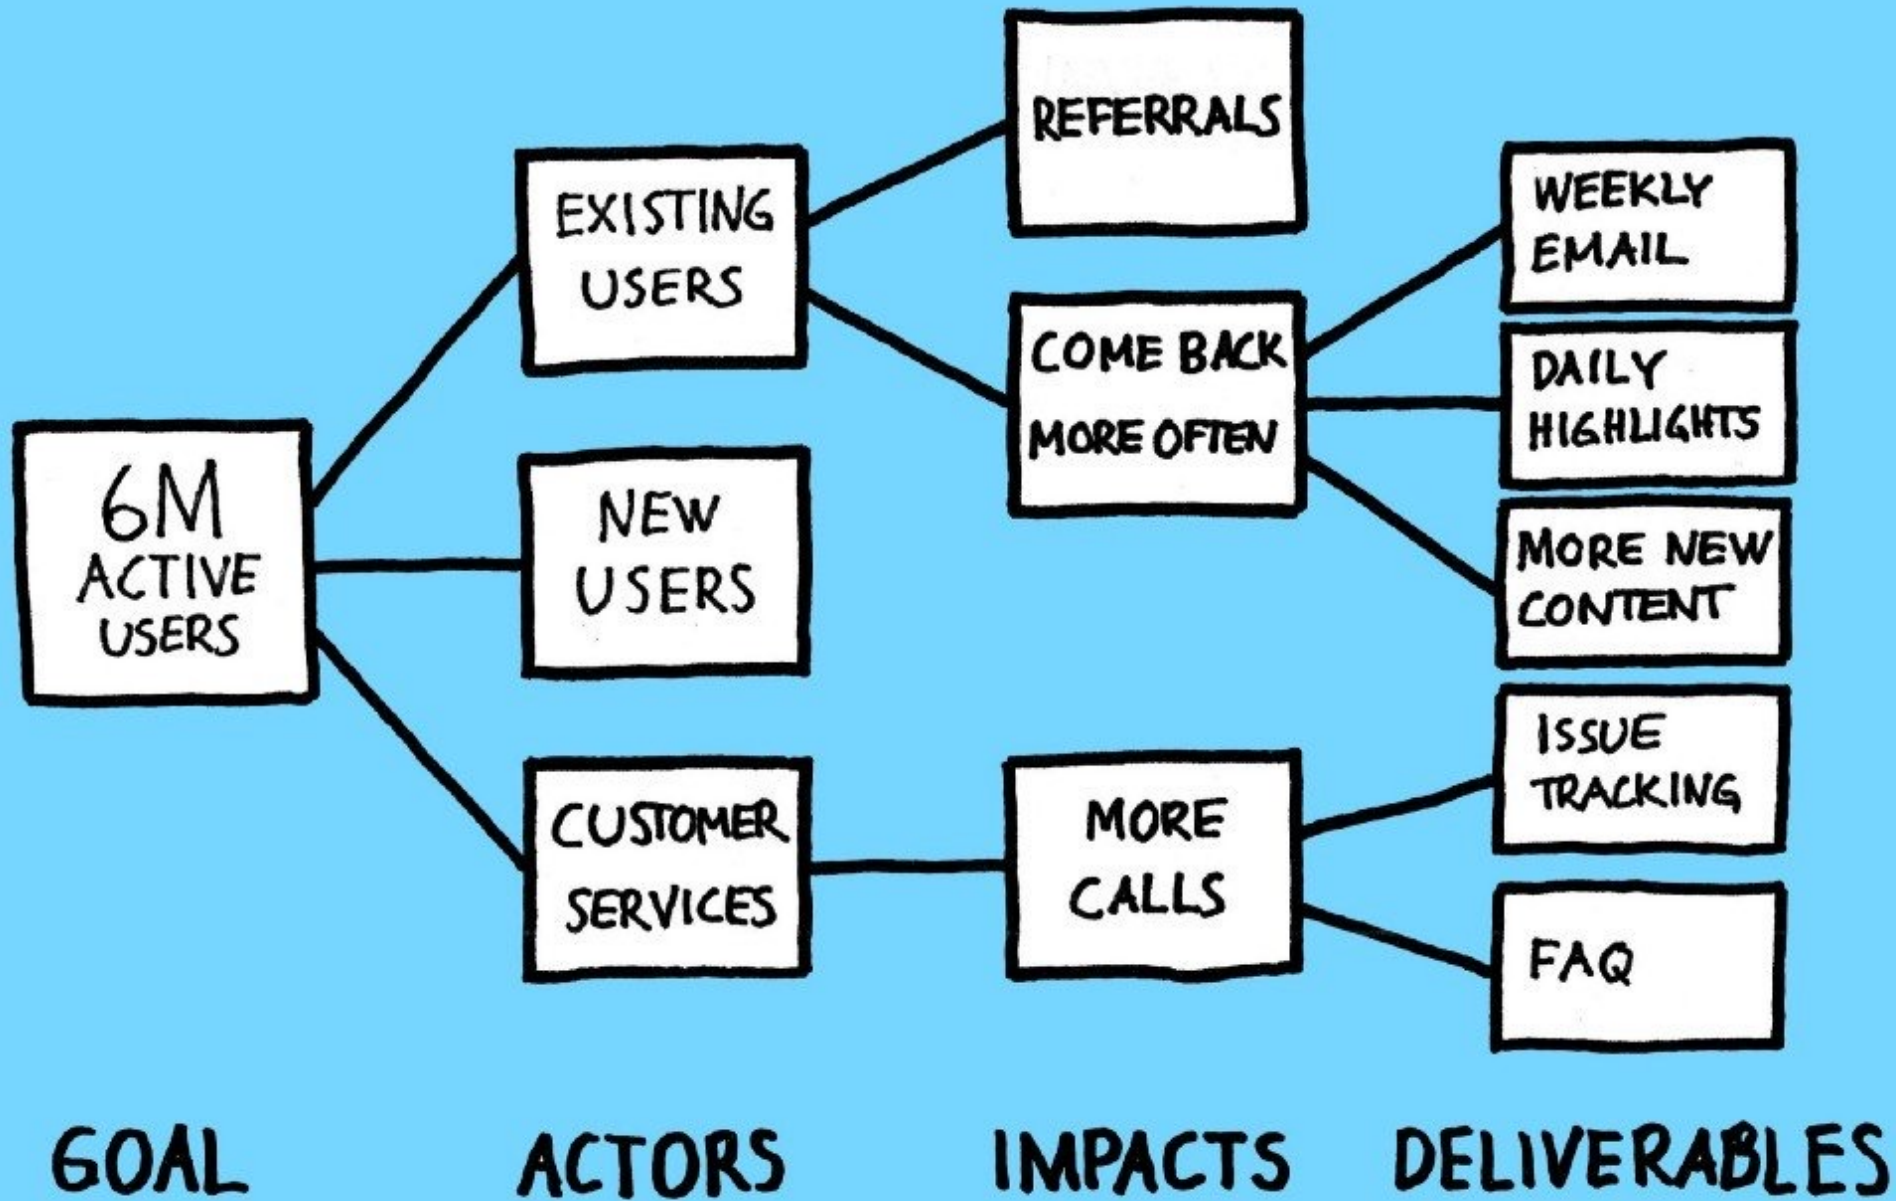 REFERRALS
EXISTING
USERS
WEEKLY
EMAIL
COME BACK
MORE OFTEN
DAILY
HIGHLIGHTS
6M
ACTIVE
USERS
NEW
USERS
MORE NEW
CONTENT
CUSTOMER
SERVICES
MORE
CALLS
ISSUE
TRACKING
FAQ
GOAL
ACTORS
IMPACTS
DELIVERABLES